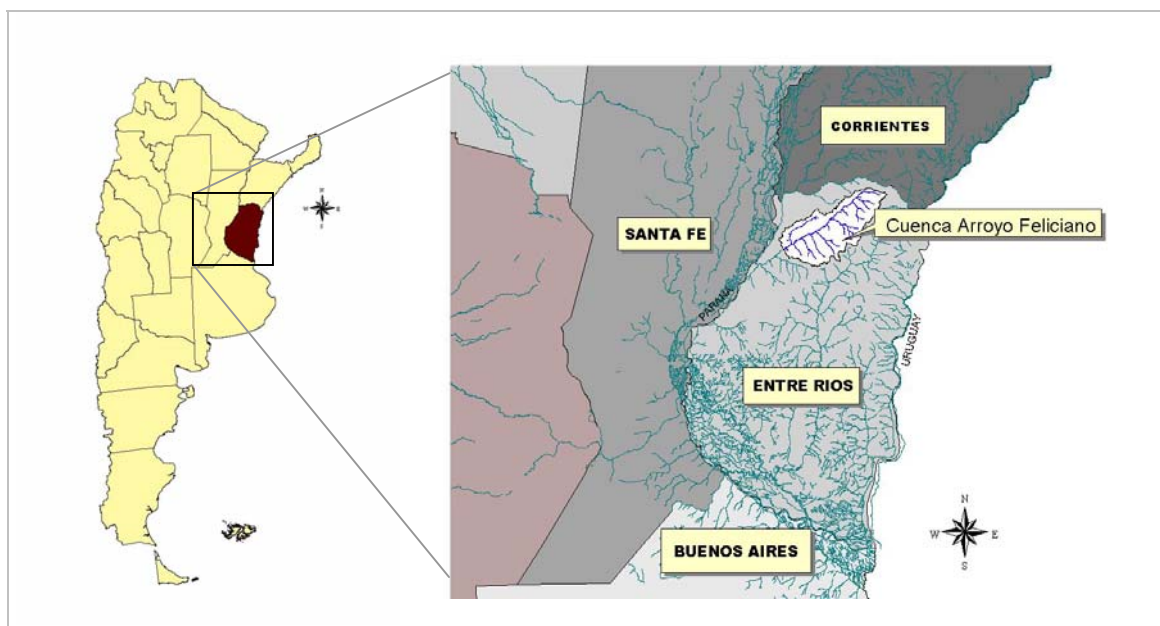 N
W E
S
CORRIENTES
Cuenca Arroyo Feliciano
SANTA FE
PARANA
URUGUAY
ENTRE RIOS
BUENOS AIRES
N
W E
S